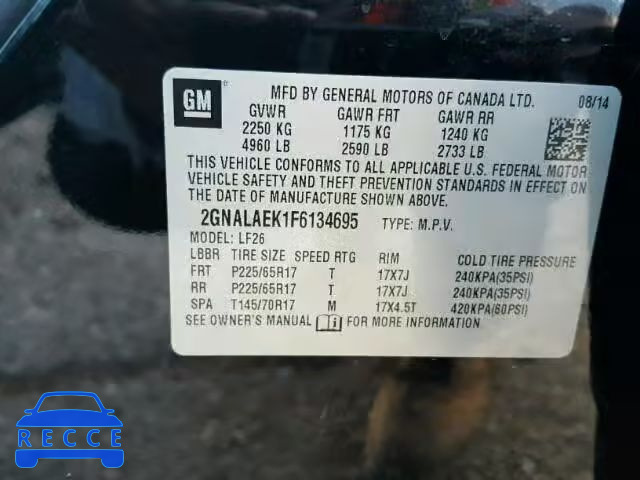 GM
MFD BY GENERAL MOTORS OF CANADA LTD. 08/14
GVWR GAWR FRT GAWR RR
2250 KG 1175 KG 1240 KG
4960 LB 2590 LB 2733 LB
THIS VEHICLE CONFORMS TO ALL APPLICABLE U.S. FEDERAL MOTOR
VEHICLE SAFETY AND THEFT PREVENTION STANDARDS IN EFFECT ON
THE DATE OF MANUFACTURE SHOWN ABOVE.
2GNALAEK1F6134695 TYPE: M.P.V.
MODEL: LF26
LBBR TIRE SIZE SPEED RTG RIM COLD TIRE PRESSURE
FRT P225/65R17 T 17X7J 240KPA(35PSI)
RR P225/65R17 T 17X7J 240KPA(35PSI)
SPA T145/70R17 M 17X4.5T 420KPA(60PSI)
SEE OWNER'S MANUAL FOR MORE INFORMATION
RECCE